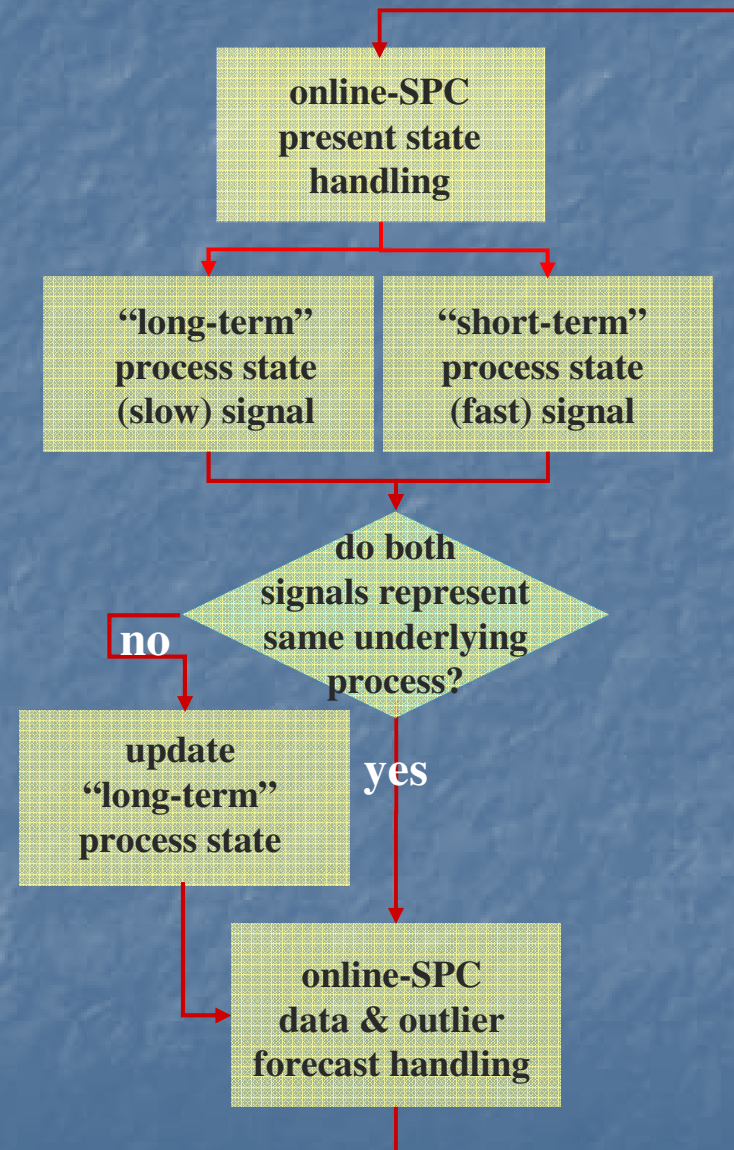 online-SPC
present state
handling
“long-term”
process state
(slow) signal
“short-term”
process state
(fast) signal
do both
signals represent
same underlying
process?
no
update
“long-term”
process state
yes
online-SPC
data & outlier
forecast handling